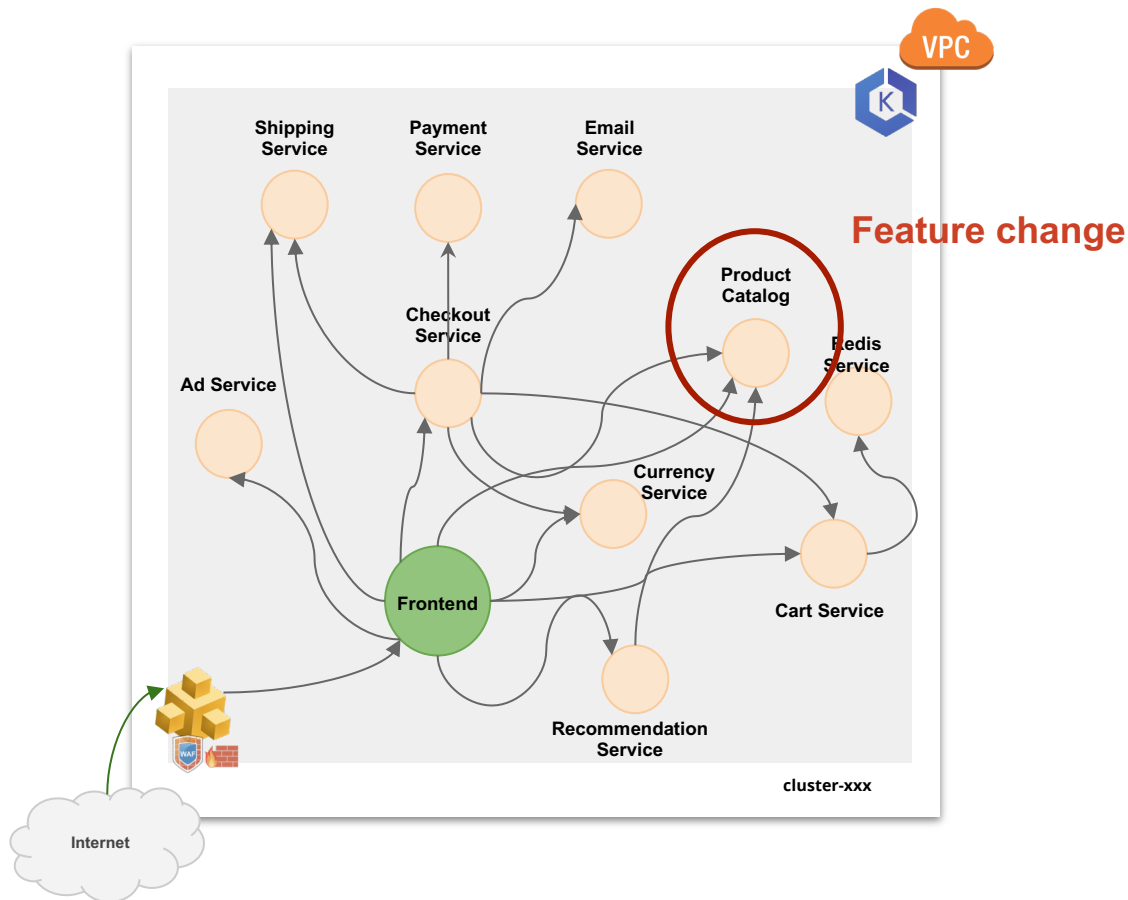 VPC
K
Shipping
Service
Payment
Service
Email
Service
Feature change
Product
Catalog
Checkout
Service
Redis
Service
Ad Service
Currency
Service
Frontend
Cart Service
WAF
Recommendation
Service
cluster-xxx
Internet